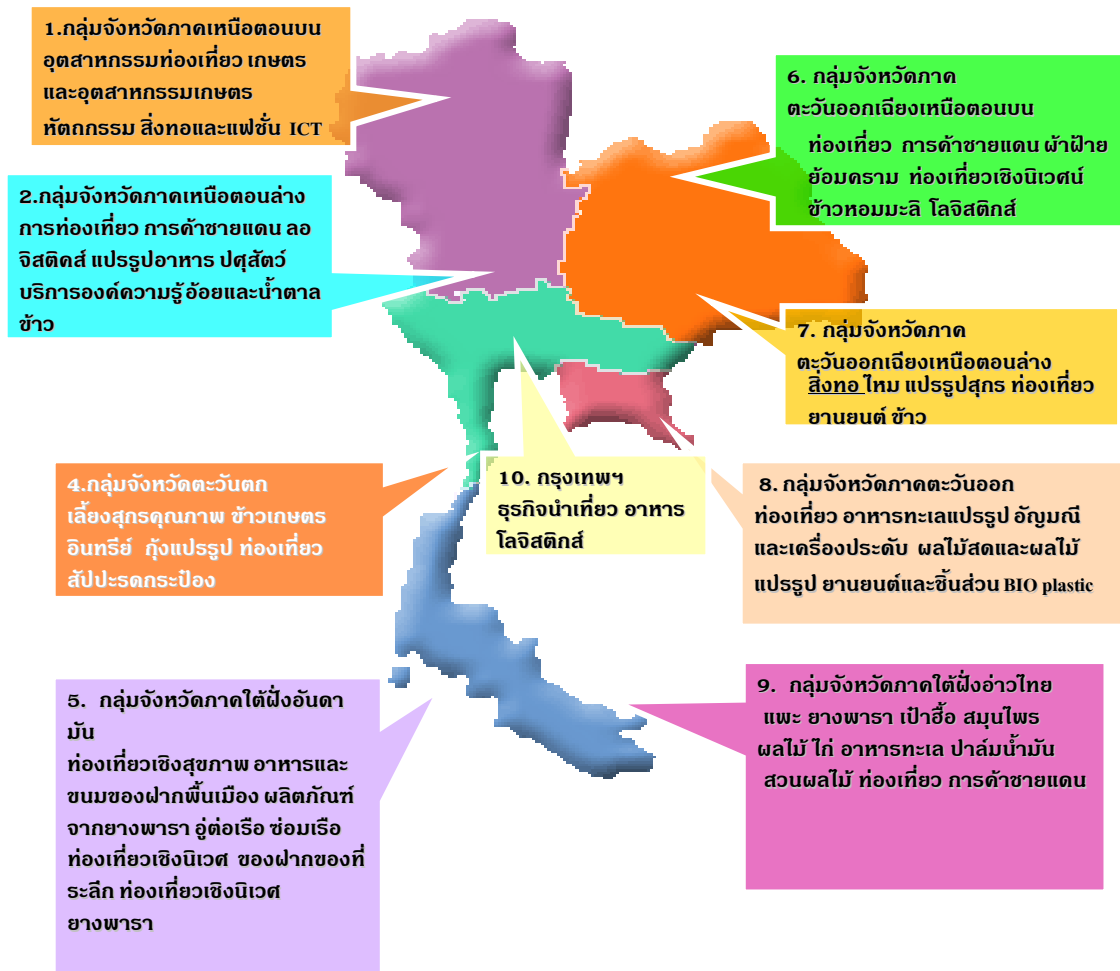 1.กลุ่มจังหวัดภาคเหนือตอนบน
อุตสาหกรรมท่องเที่ยว เกษตร
และอุตสาหกรรมเกษตร
หัตถกรรม สิ่งทอและแฟชั่น ICT
2.กลุ่มจังหวัดภาคเหนือตอนล่าง
การท่องเที่ยว การค้าชายแดน ลอ
จิสติคส์ แปรรูปอาหาร ปศุสัตว์
บริการองค์ความรู้ อ้อยและน้ำตาล
ข้าว
4.กลุ่มจังหวัดตะวันตก
เลี้ยงสุกรคุณภาพ ข้าวเกษตร
อินทรีย์ กุ้งแปรรูป ท่องเที่ยว
สัปปะรดกระป๋อง
5. กลุ่มจังหวัดภาคใต้ฝั่งอันดา
มัน
ท่องเที่ยวเชิงสุขภาพ อาหารและ
ขนมของฝากพื้นเมือง ผลิตภัณฑ์
จากยางพารา อู่ต่อเรือ ซ่อมเรือ
ท่องเที่ยวเชิงนิเวศ ของฝากของที่
ระลึก ท่องเที่ยวเชิงนิเวศ
ยางพารา
6. กลุ่มจังหวัดภาค
ตะวันออกเฉียงเหนือตอนบน
ท่องเที่ยว การค้าชายแดน ผ้าฝ้าย
ย้อมคราม ท่องเที่ยวเชิงนิเวศน์
ข้าวหอมมะลิ โลจิสติกส์
7. กลุ่มจังหวัดภาค
ตะวันออกเฉียงเหนือตอนล่าง
สิ่งทอ ไหม แปรรูปสุกร ท่องเที่ยว
ยานยนต์ ข้าว
8. กลุ่มจังหวัดภาคตะวันออก
ท่องเที่ยว อาหารทะเลแปรรูป อัญมณี
และเครื่องประดับ ผลไม้สดและผลไม้
แปรรูป ยานยนต์และชิ้นส่วน BIO plastic
9. กลุ่มจังหวัดภาคใต้ฝั่งอ่าวไทย
แพะ ยางพารา เป๋าฮื้อ สมุนไพร
ผลไม้ ไก่ อาหารทะเล ปาล์มน้ำมัน
สวนผลไม้ ท่องเที่ยว การค้าชายแดน
10. กรุงเทพฯ
ธุรกิจนำเที่ยว อาหาร
โลจิสติกส์